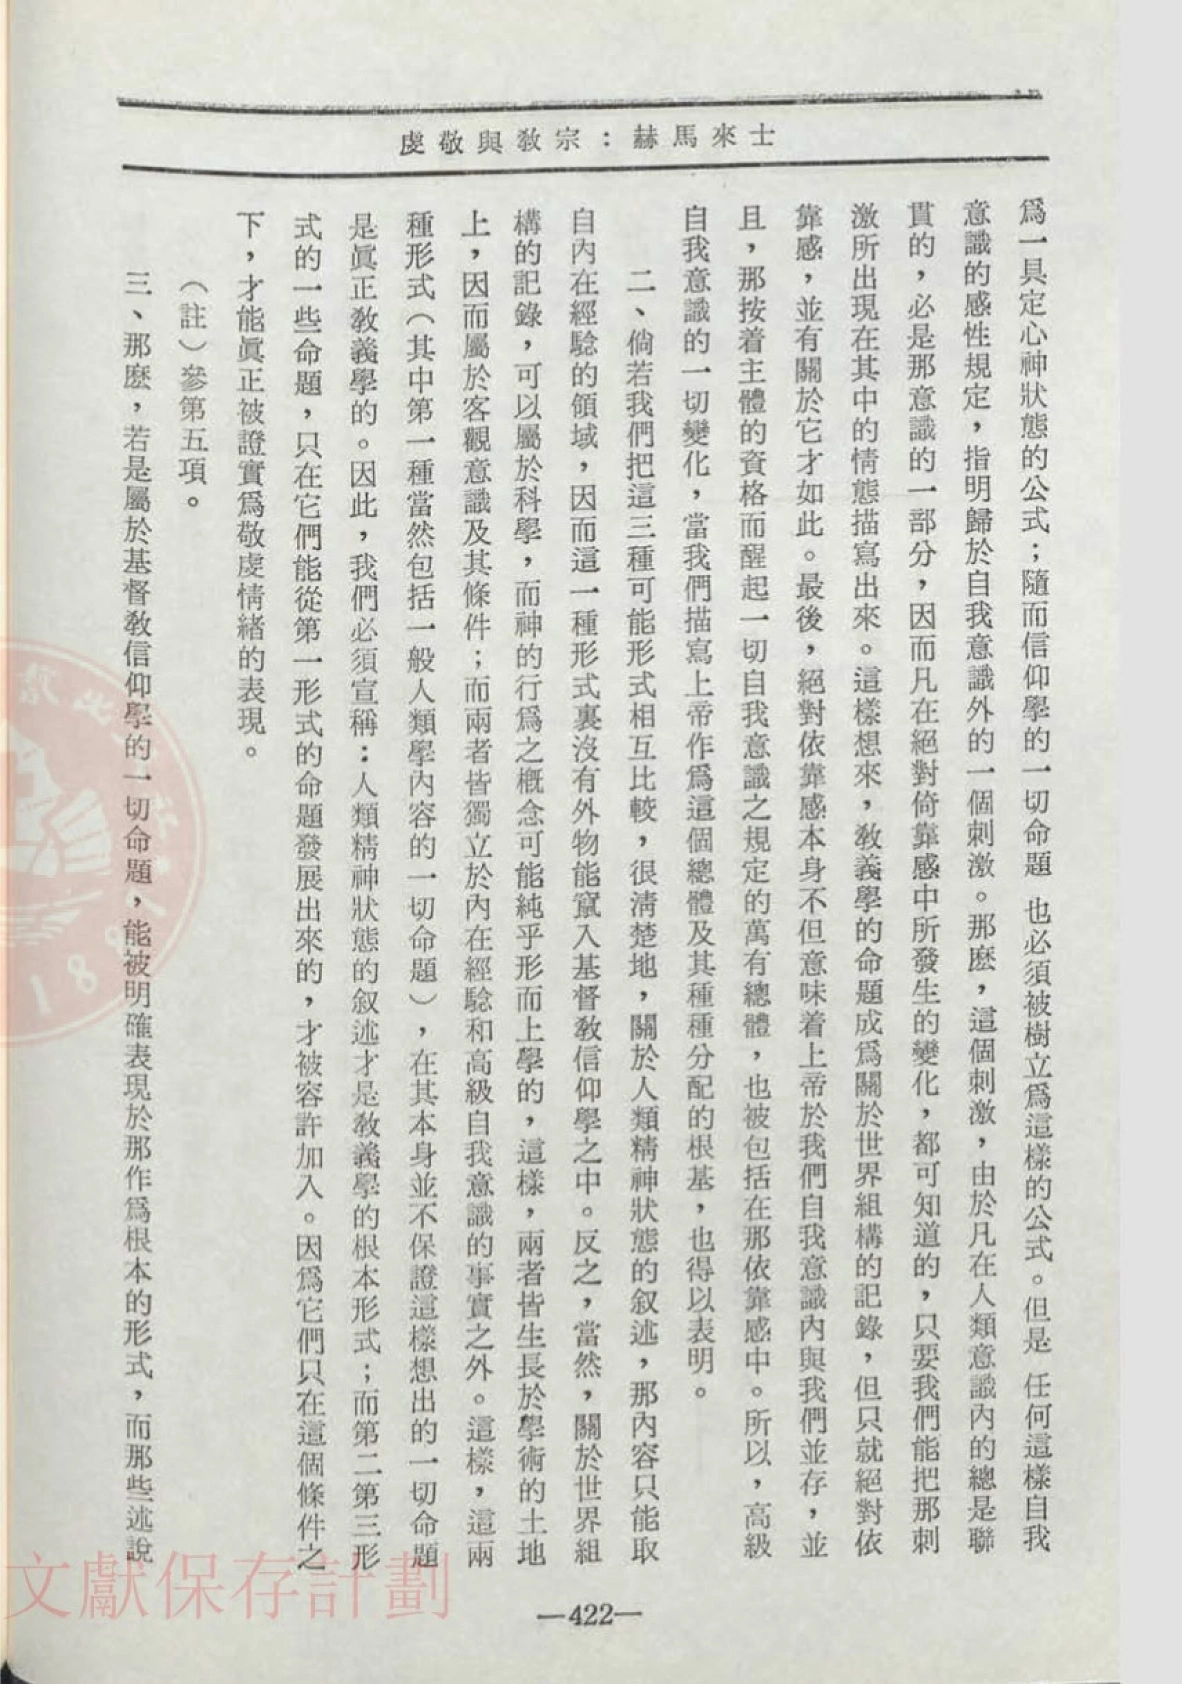 士來馬赫：宗教與敬虔
爲一具定心神狀態的公式；隨而信仰學的一切命題 也必須被樹立爲這樣的公式。但是 任何這樣自我
意識的感性規定，指明歸於自我意識外的一個刺激。那麽，這個刺激，由於凡在人類意識內的總是聯
貫的，必是那意識的一部分，因而凡在絕對倚靠感中所發生的變化，都可知道的，只要我們能把那刺
激所出現在其中的情態描寫出來。這樣想來，教義學的命題成爲關於世界組構的記錄，但只就絕對依
靠感，並有關於它才如此。最後，絕對依靠感本身不但意味着上帝於我們自我意識內與我們並存，並
且，那按着主體的資格而醒起一切自我意識之規定的萬有總體，也被包括在那依靠感中。所以，高級
自我意識的一切變化，當我們描寫上帝作爲這個總體及其種種分配的根基，也得以表明。
二、倘若我們把這三種可能形式相互比較，很淸楚地，關於人類精神狀態的叙述，那內容只能取
自內在經驗的領域，因而這一種形式裏沒有外物能竄入基督教信仰學之中。反之，當然，關於世界組
構的記錄，可以屬於科學，而神的行爲之概念可能純乎形而上學的，這樣，兩者皆生長於學術的土地
上，因而屬於客觀意識及其條件；而兩者皆獨立於內在經驗和高級自我意識的事實之外。這樣，這兩
種形式（其中第一種當然包括一般人類學內容的一切命題），在其本身並不保證這樣想出的一切命題
是眞正教義學的。因此，我們必須宣稱：人類精神狀態的叙述才是教義學的根本形式；而第二第三形
式的一些命題，只在它們能從第一形式的命題發展出來的，才被容許加入。因爲它們只在這個條件之
下，才能眞正被證實爲敬虔情緒的表現。
（註）參第五項。
三、那麽，若是屬於基督教信仰學的一切命題，能被明確表現於那作爲根本的形式，而那些述說
—422—
文獻保存計劃